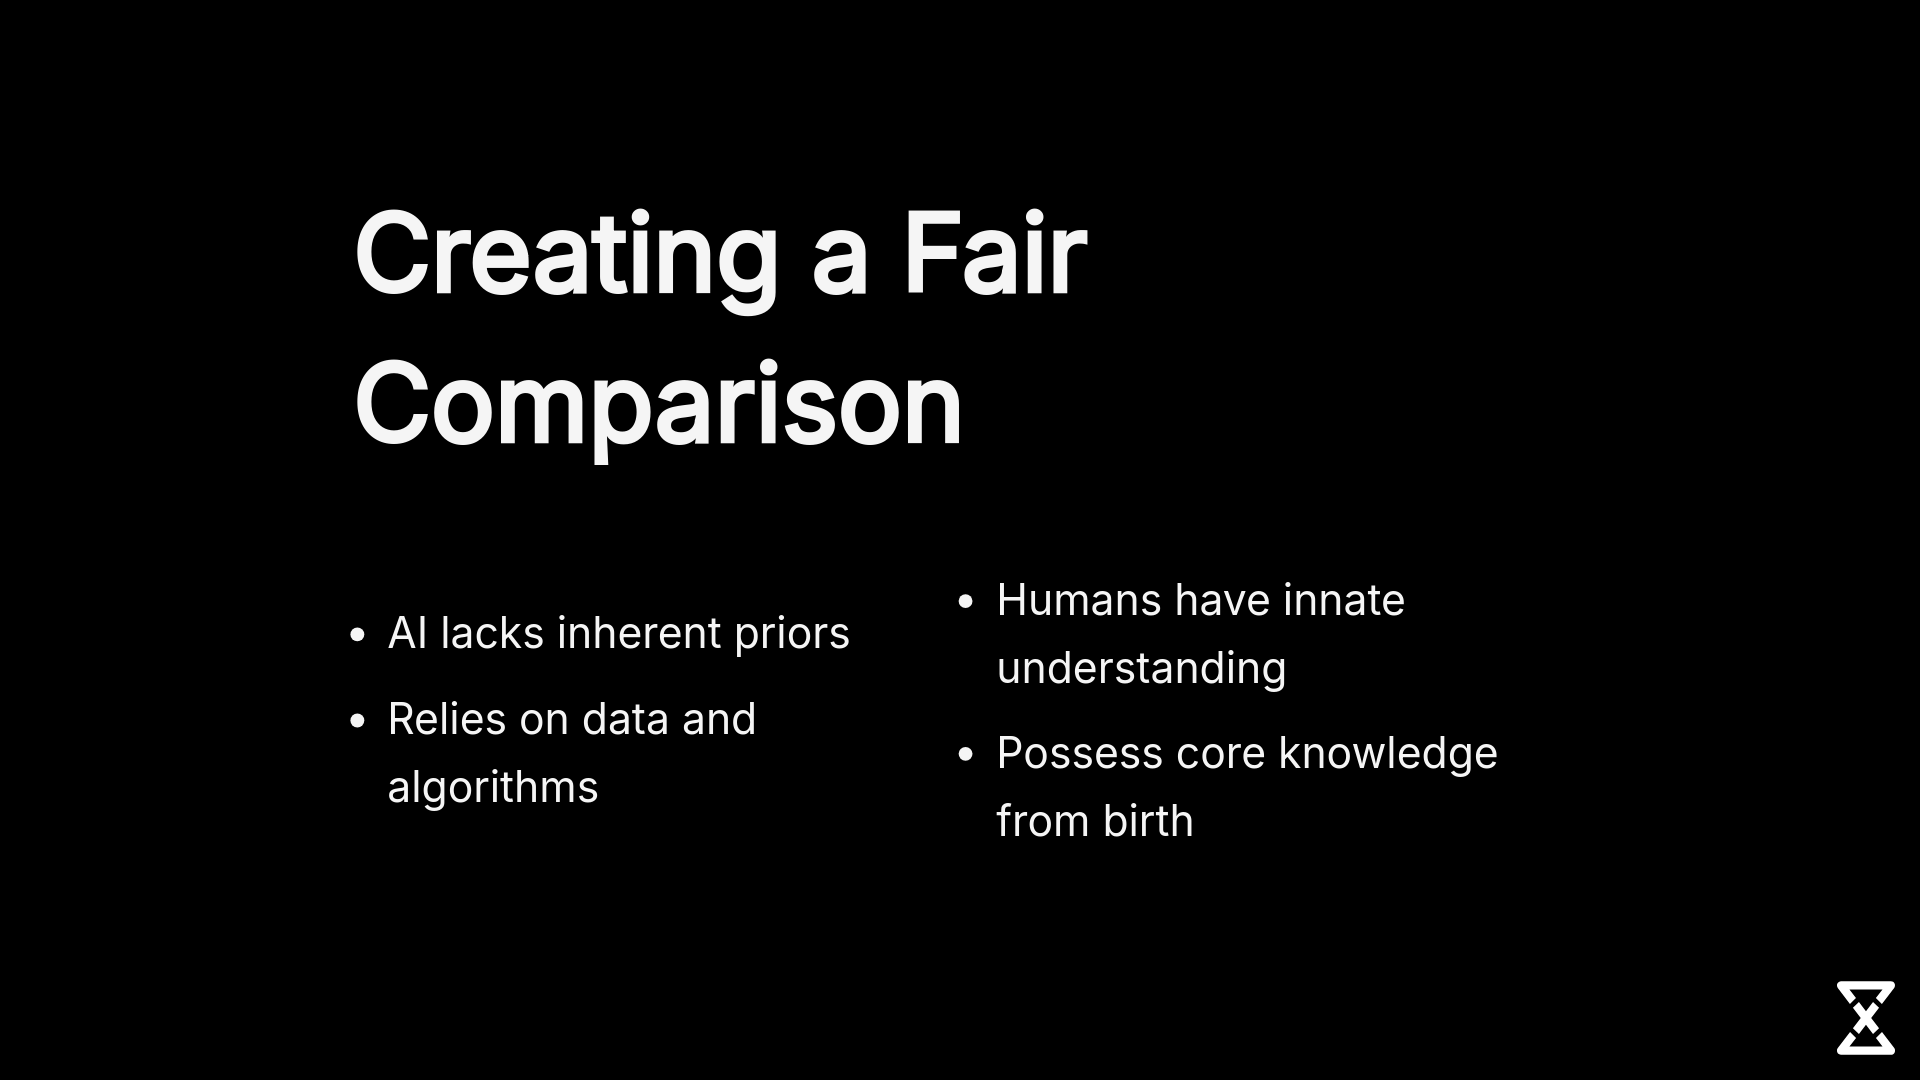 Creating a Fair
Comparison
• AI lacks inherent priors
• Relies on data and
algorithms
• Humans have innate
understanding
• Possess core knowledge
from birth